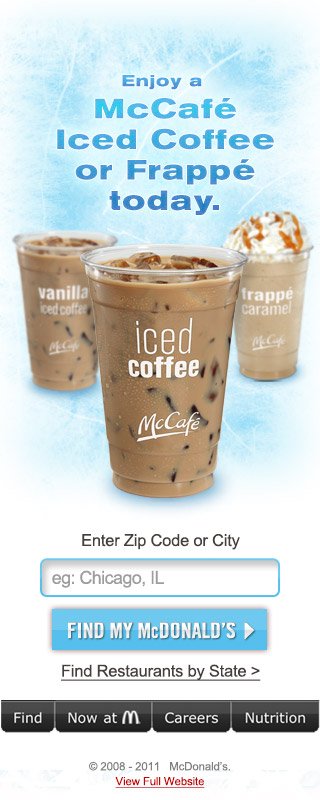 Enjoy a
McCafé
Iced Coffee
or Frappé
today.
vanilla
iced coffee
McCafé
iced
coffee
McCafé
frappé
caramel
McCafé
Enter Zip Code or City
eg: Chicago, IL
FIND MY McDONALD'S
Find Restaurants by State >
Find
Now at
Careers
Nutrition
© 2008 - 2011 McDonald's.
View Full Website